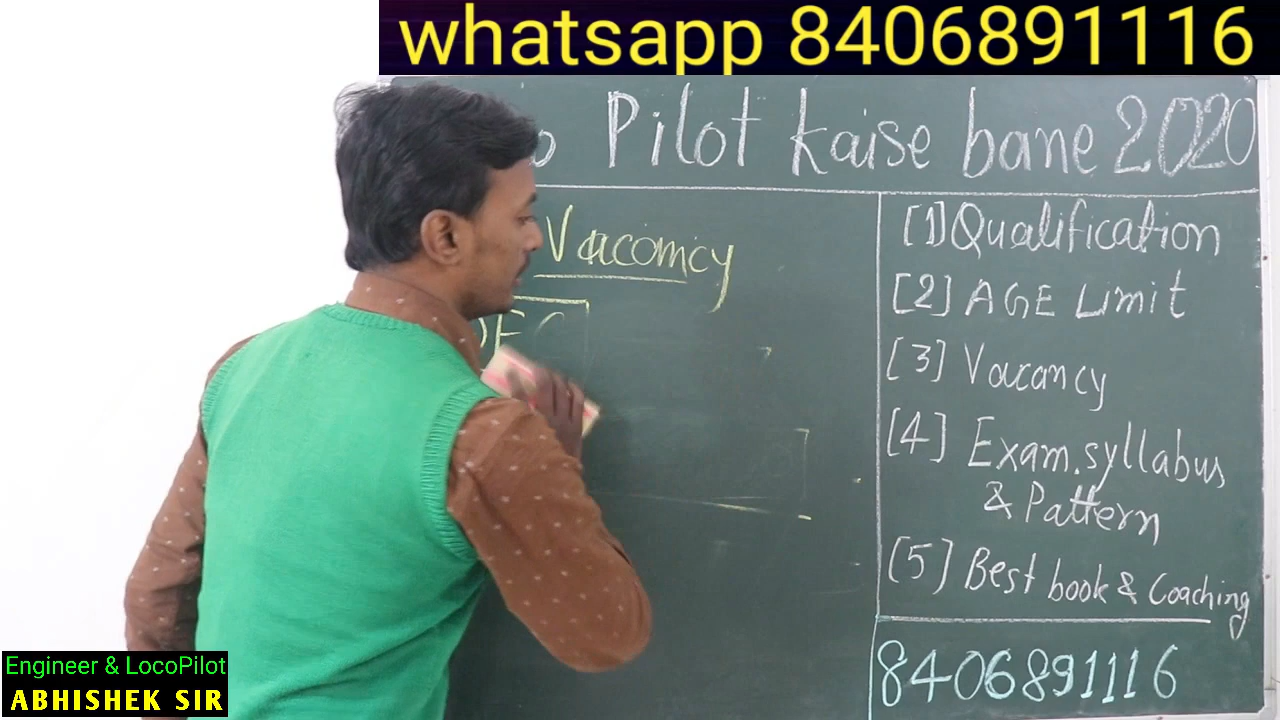 whatsapp 8406891116
Pilot kaise bane 2020
Vacancy
[1] Qualification
[2] AGE Limit
[3] Vacancy
[4] Exam.syllabus
& Pattern
[5] Best book & Coaching
8406891116
Engineer & LocoPilot
ABHISHEK SIR